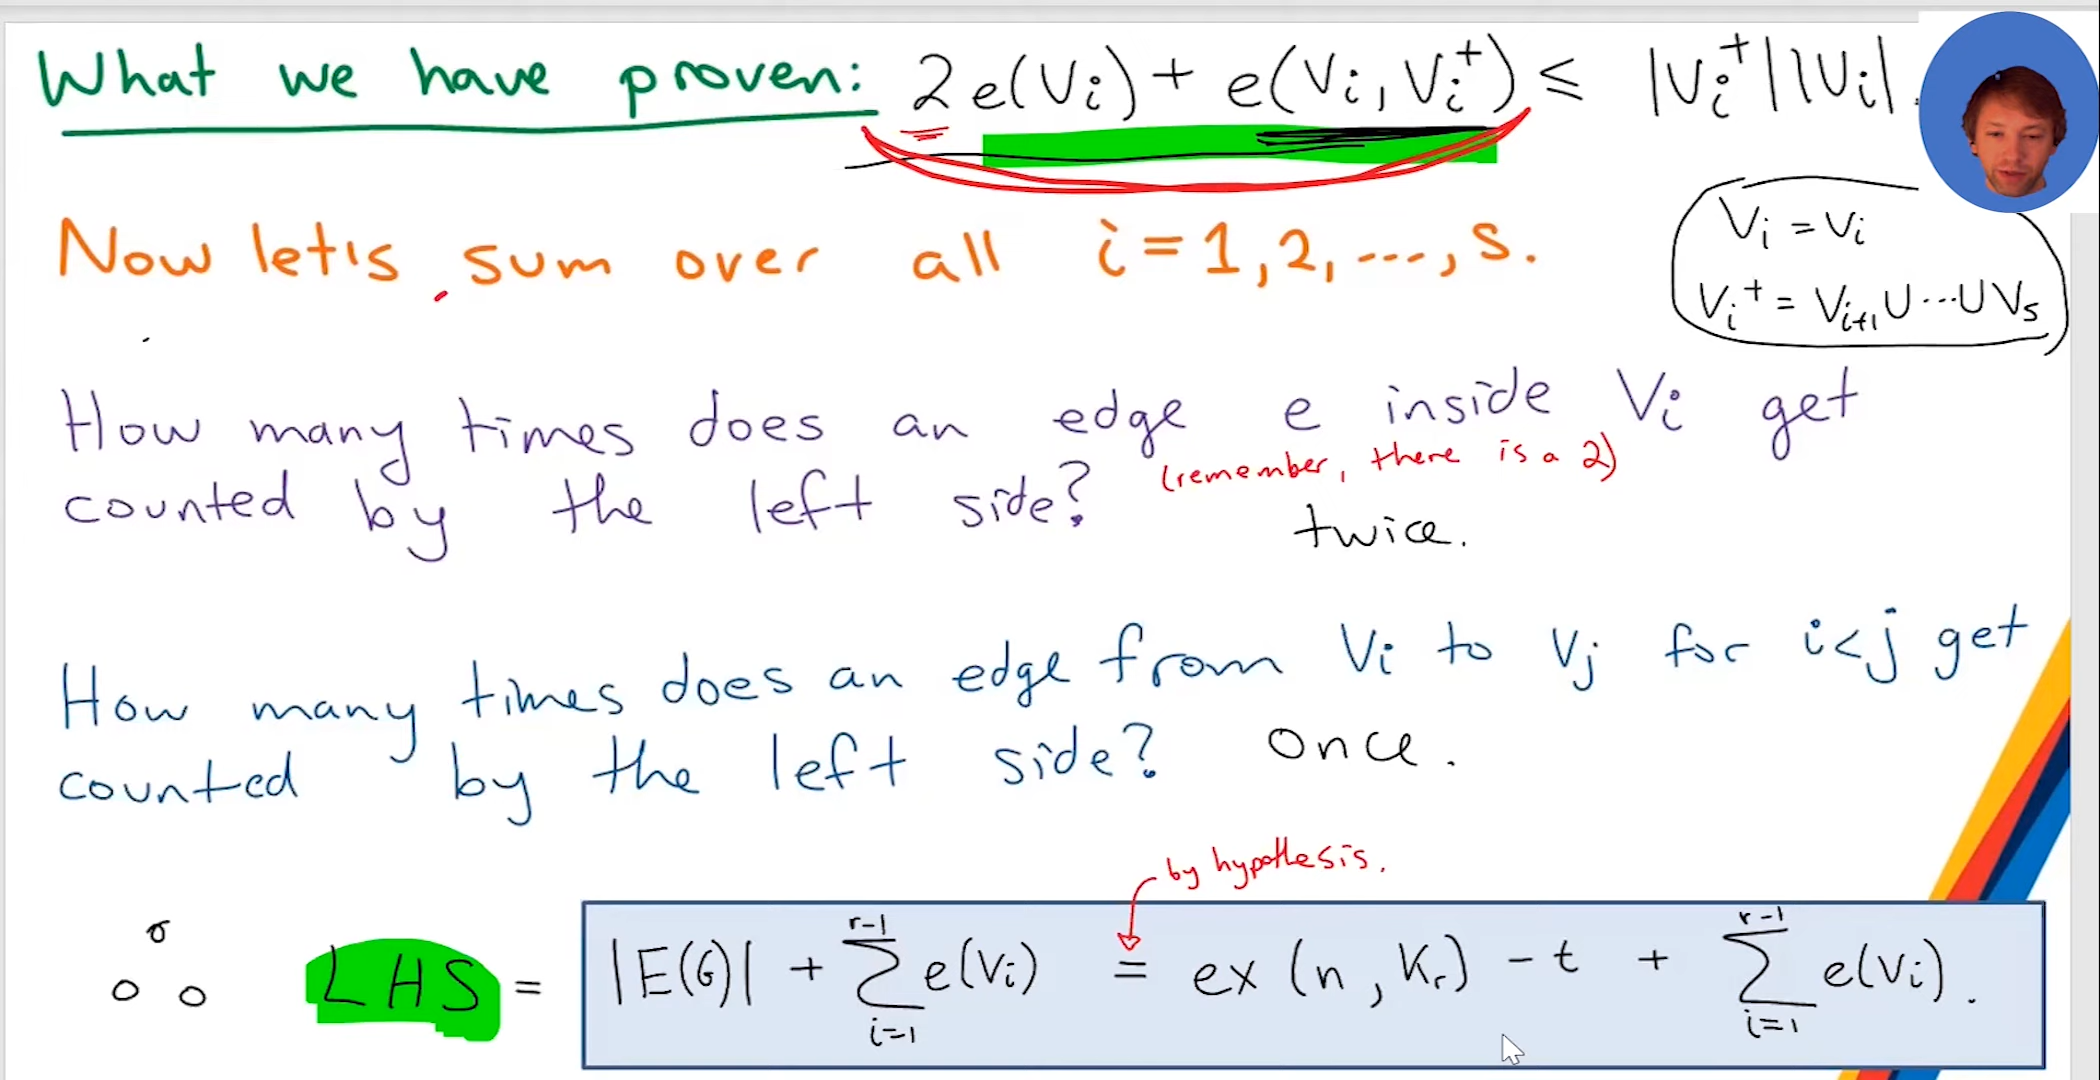 What we have proven: 2e(Vi) + e(Vi, Vi⁺) ≤ |Vi⁺||Vi|.
Now let's sum over all i = 1, 2, ..., s.
Vi = Vi
Vi⁺ = Vi+1 ∪ ... ∪ Vs
How many times does an edge e inside Vi get
(remember, there is a 2)
counted by the left side?
twice.
How many times does an edge from Vi to Vj for i<j get
counted by the left side? once.
by hypothesis.
LHS = |E(G)| + ∑_{i=1}^{r-1} e(Vi) = ex(n, Kr) - t + ∑_{i=1}^{r-1} e(Vi).